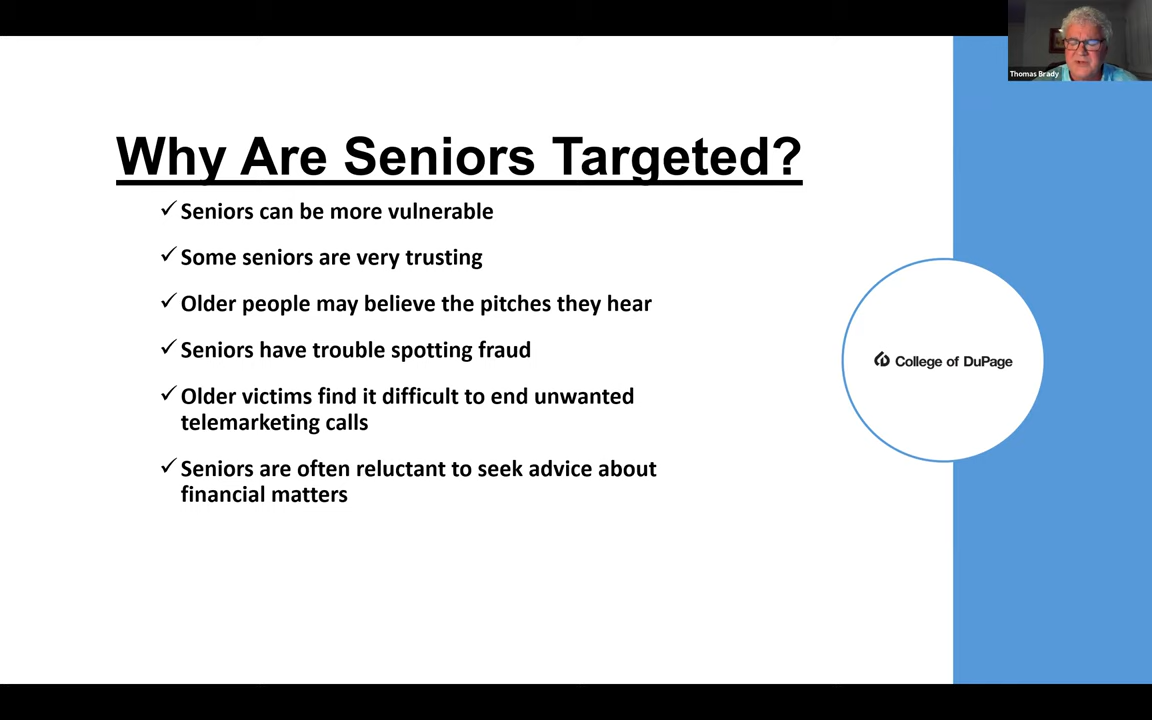 Thomas Brady
Why Are Seniors Targeted?
✓Seniors can be more vulnerable
✓Some seniors are very trusting
✓Older people may believe the pitches they hear
✓Seniors have trouble spotting fraud
✓Older victims find it difficult to end unwanted
telemarketing calls
✓Seniors are often reluctant to seek advice about
financial matters
College of DuPage